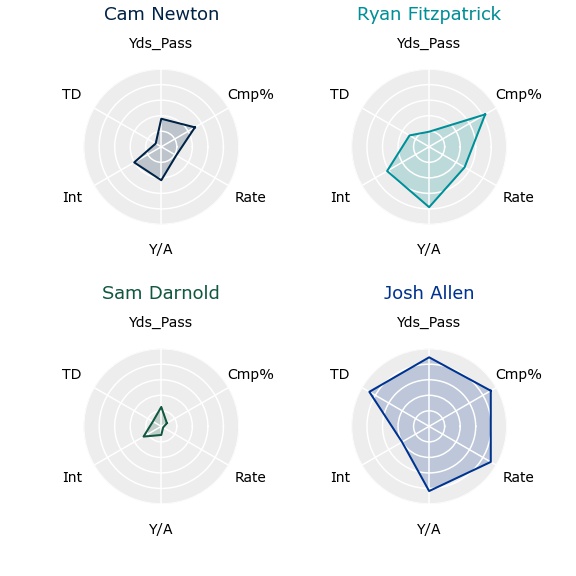 Cam Newton
Yds_Pass
TD
Cmp%
Int
Rate
Y/A
Ryan Fitzpatrick
Yds_Pass
TD
Cmp%
Int
Rate
Y/A
Sam Darnold
Yds_Pass
TD
Cmp%
Int
Rate
Y/A
Josh Allen
Yds_Pass
TD
Cmp%
Int
Rate
Y/A